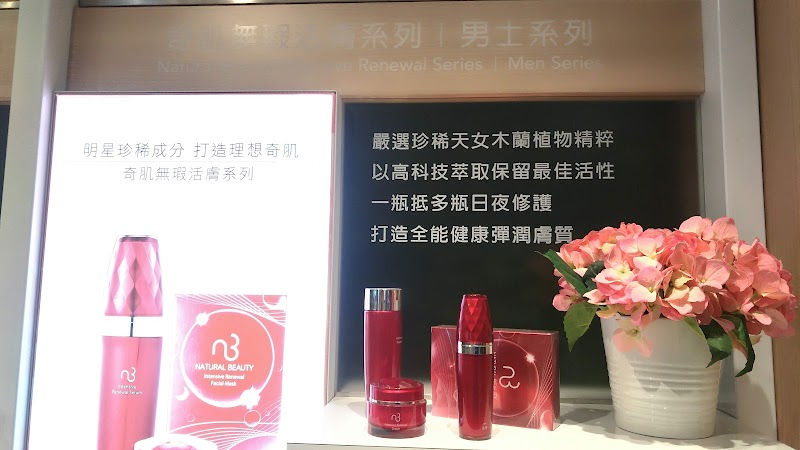 奇肌無瑕活膚系列 | 男士系列
Renewal Series | Men Series
明星珍稀成分 打造理想奇肌
奇肌無瑕活膚系列
嚴選珍稀天女木蘭植物精粹
以高科技萃取保留最佳活性
一瓶抵多瓶日夜修護
打造全能健康彈潤膚質
NATURAL BEAUTY
Intensive Renewal
Facial Mask
Intensive
Renewal Serum